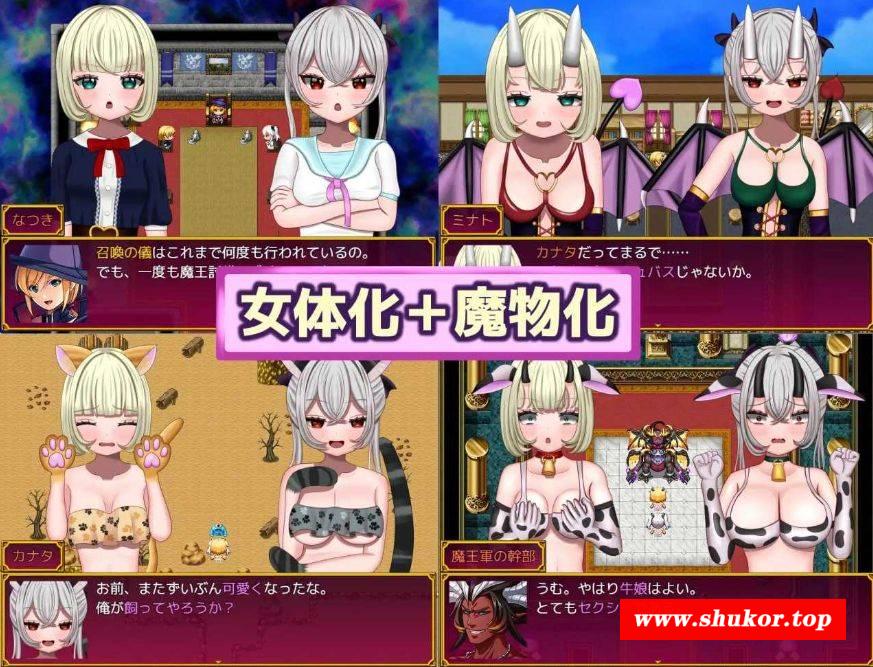 なつき
召喚の儀はこれまで何度も行われているの。
でも、一度も魔王討
ミナト
カナタだってまるで……
ュバスじゃないか。
女体化＋魔物化
カナタ
お前、またずいぶん可愛くなったな。
俺が飼ってやろうか？
魔王軍の幹部
うむ。やはり牛娘はよい。
とてもセクシ
www.shukor.top